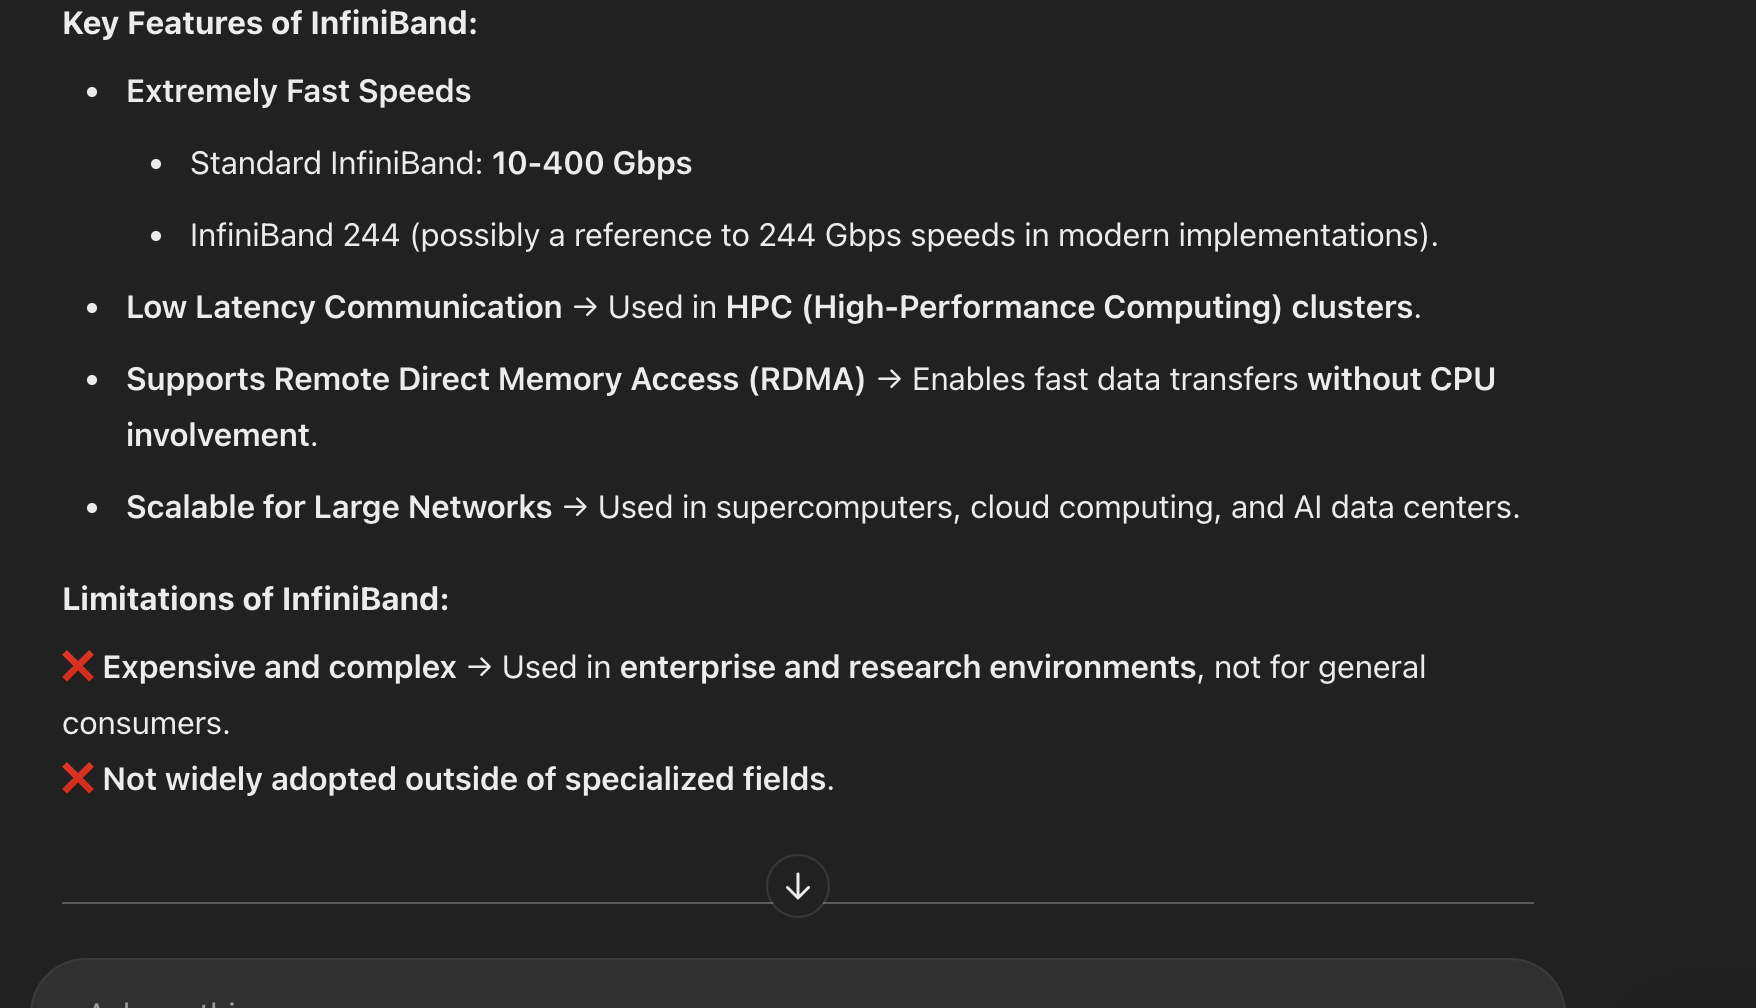 Key Features of InfiniBand:
• Extremely Fast Speeds
• Standard InfiniBand: 10-400 Gbps
• InfiniBand 244 (possibly a reference to 244 Gbps speeds in modern implementations).
• Low Latency Communication → Used in HPC (High-Performance Computing) clusters.
• Supports Remote Direct Memory Access (RDMA) → Enables fast data transfers without CPU
involvement.
• Scalable for Large Networks → Used in supercomputers, cloud computing, and AI data centers.
Limitations of InfiniBand:
❌ Expensive and complex → Used in enterprise and research environments, not for general
consumers.
❌ Not widely adopted outside of specialized fields.